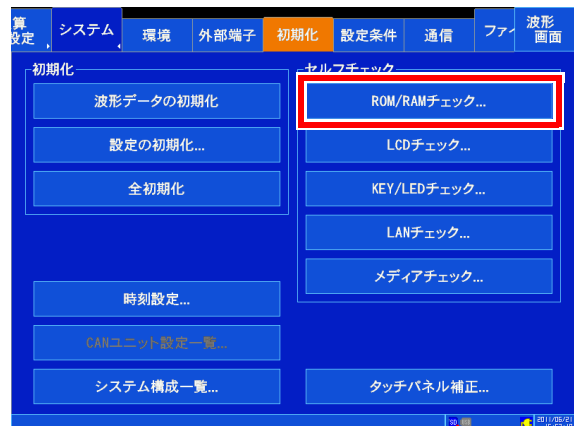 算
設定
システム
環境
外部端子
初期化
設定条件
通信
ファイ
波形
画面
初期化
セルフチェック
波形データの初期化
ROM/RAMチェック...
設定の初期化...
LCDチェック...
全初期化
KEY/LEDチェック...
LANチェック...
メディアチェック...
時刻設定...
CANユニット設定一覧...
システム構成一覧...
タッチパネル補正...
SD
2011/06/21